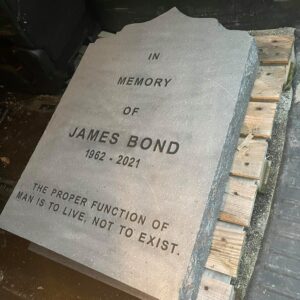 IN
MEMORY
OF
JAMES BOND
1962 - 2021
THE PROPER FUNCTION OF
MAN IS TO LIVE, NOT TO EXIST.